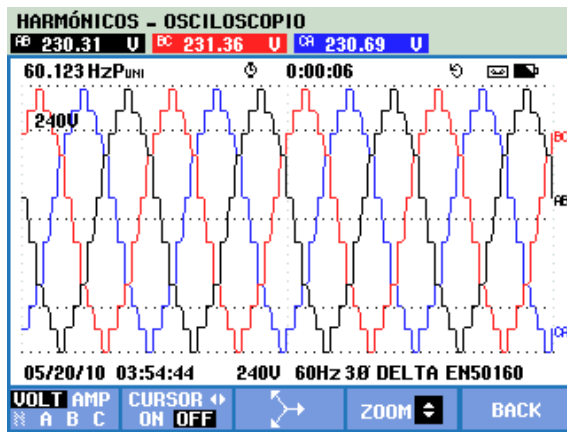 HARMÓNICOS – OSCILOSCOPIO
AB 230.31 V BC 231.36 V CA 230.69 V
60.123 HzPUNI 0:00:06
240V
BC
AB
CA
05/20/10 03:54:44 240V 60Hz 3Ø DELTA EN50160
VOLT AMP CURSOR ZOOM BACK
N A B C ON OFF